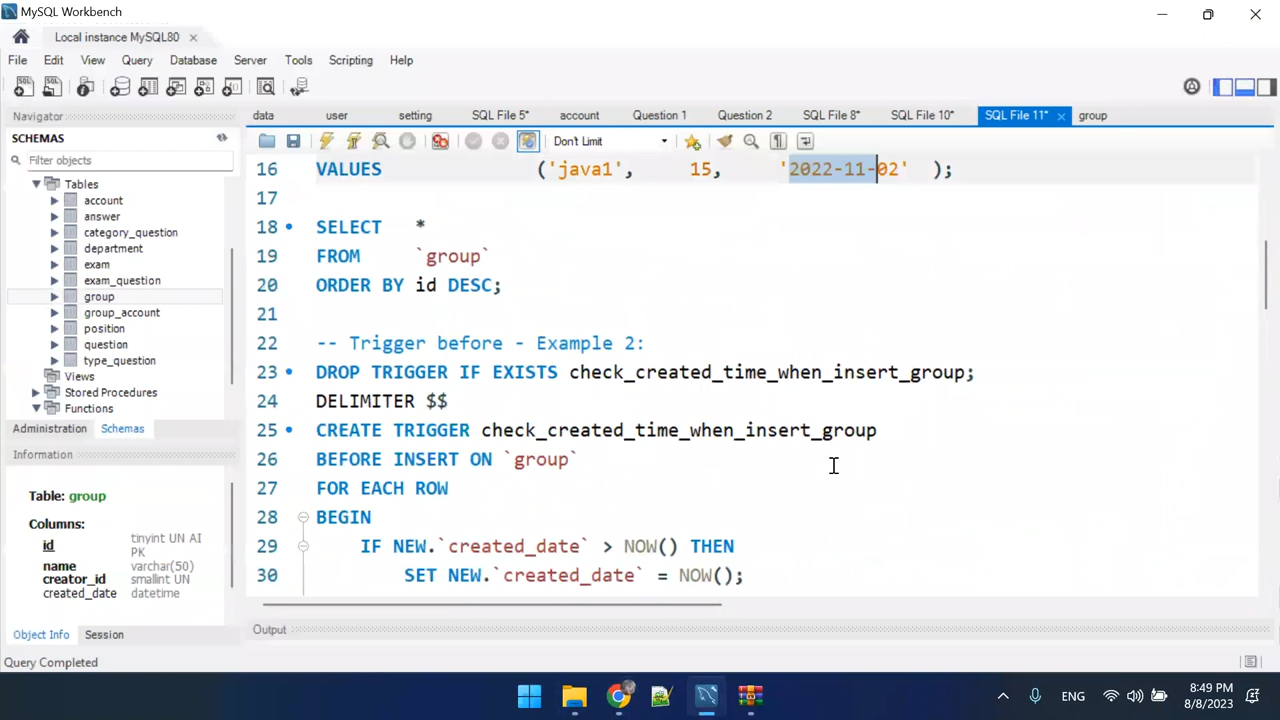 MySQL Workbench
Local instance MySQL80
File Edit View Query Database Server Tools Scripting Help
Navigator
SCHEMAS
Filter objects
Tables
account
answer
category_question
department
exam
exam_question
group
group_account
position
question
type_question
Views
Stored Procedures
Functions
Administration Schemas
Information
Table: group
Columns:
id tinyint UN AI PK
name varchar(50)
creator_id smallint UN
created_date datetime
Object Info Session
data user setting SQL File 5* account Question 1 Question 2 SQL File 8* SQL File 10* SQL File 11* group
Don't Limit
16 VALUES ('java1', 15, '2022-11-02' );
17
18 SELECT *
19 FROM `group`
20 ORDER BY id DESC;
21
22 -- Trigger before - Example 2:
23 DROP TRIGGER IF EXISTS check_created_time_when_insert_group;
24 DELIMITER $$
25 CREATE TRIGGER check_created_time_when_insert_group
26 BEFORE INSERT ON `group`
27 FOR EACH ROW
28 BEGIN
29 IF NEW.`created_date` > NOW() THEN
30 SET NEW.`created_date` = NOW();
Output
Query Completed
ENG
8:49 PM
8/8/2023